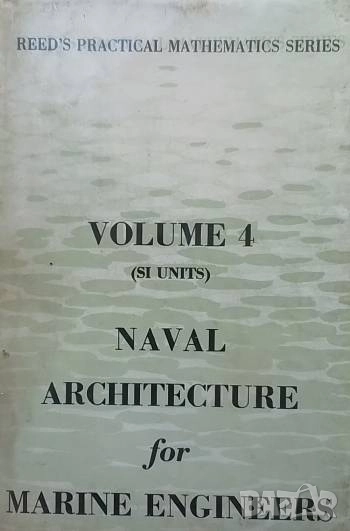 REED'S PRACTICAL MATHEMATICS SERIES
VOLUME 4
(SI UNITS)
NAVAL
ARCHITECTURE
for
MARINE ENGINEERS